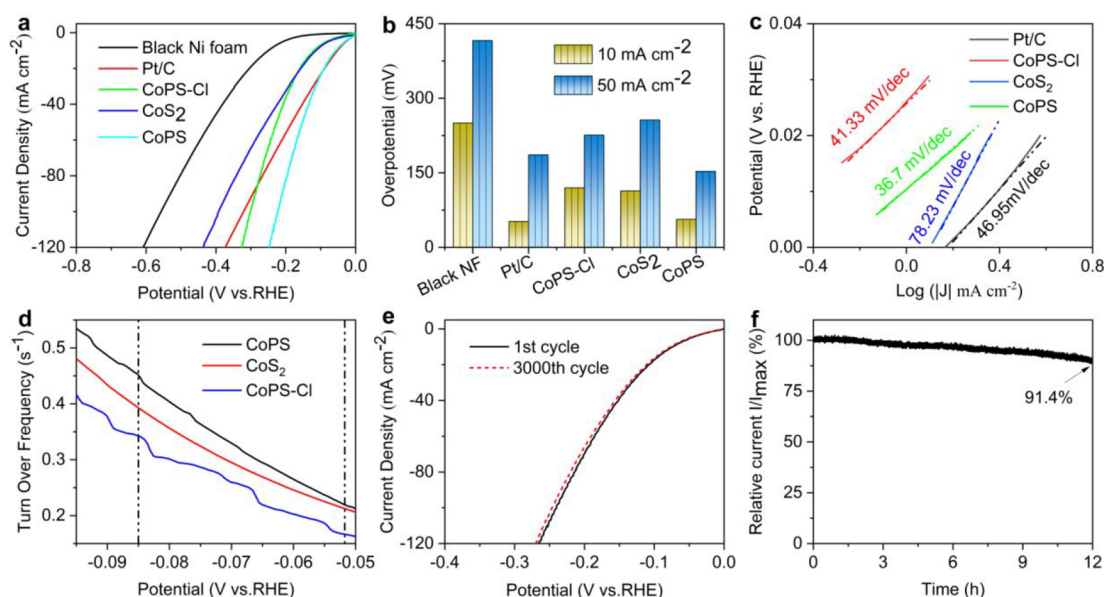 a
Current Density (mA cm⁻²)
0
-40
-80
-120
Black Ni foam
Pt/C
CoPS-Cl
CoS₂
CoPS
-0.8
-0.6
-0.4
-0.2
0.0
Potential (V vs.RHE)
b
Overpotential (mV)
450
300
150
0
10 mA cm⁻²
50 mA cm⁻²
Black NF
Pt/C
CoPS-Cl
CoS2
CoPS
c
Potential (V vs. RHE)
0.04
0.02
0.00
Pt/C
CoPS-Cl
CoS₂
CoPS
41.33 mV/dec
36.7 mV/dec
78.23 mV/dec
46.95mV/dec
-0.4
0.0
0.4
0.8
Log (|J| mA cm⁻²)
d
Turn Over Frequency (s⁻¹)
0.5
0.4
0.3
0.2
CoPS
CoS₂
CoPS-Cl
-0.09
-0.08
-0.07
-0.06
-0.05
Potential (V vs.RHE)
e
Current Density (mA cm⁻²)
0
-40
-80
-120
1st cycle
3000th cycle
-0.4
-0.3
-0.2
-0.1
0.0
Potential (V vs.RHE)
f
Relative current I/Imax (%)
100
75
50
25
0
91.4%
0
2
4
6
8
10
12
Time (h)